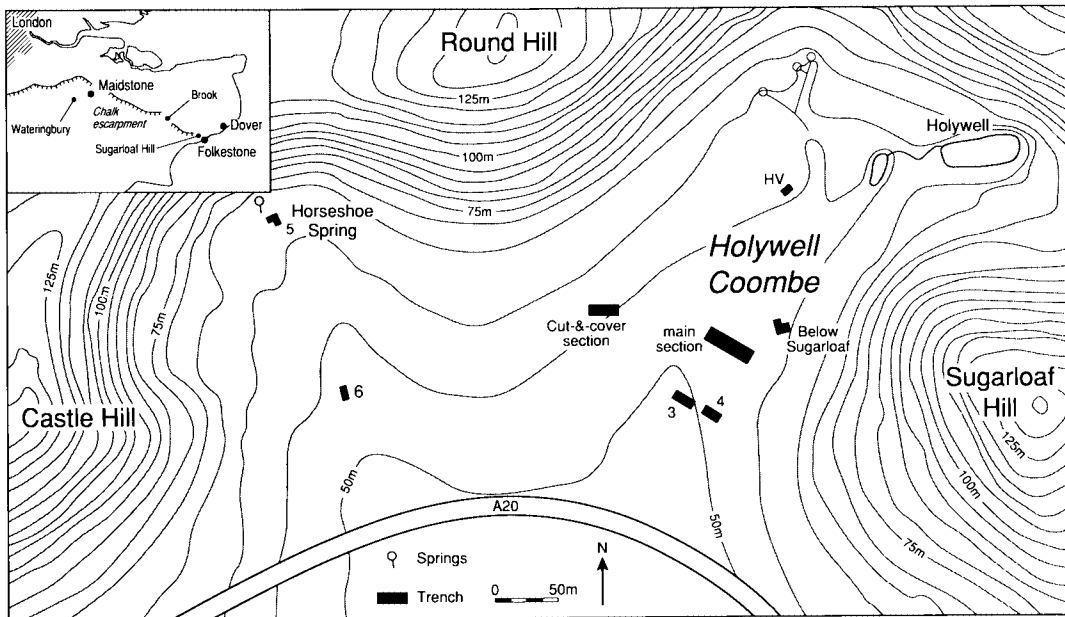 London
Maidstone
Chalk
escarpment
Brook
Wateringbury
Dover
Sugarloaf Hill
Folkestone
Round Hill
125m
100m
75m
Holywell
HV
Horseshoe
Spring
5
Holywell
Coombe
125m
100m
75m
Cut-&-cover
section
main
section
Below
Sugarloaf
Castle Hill
6
3
4
Sugarloaf
Hill
125m
100m
75m
50m
50m
A20
Springs
Trench
0 50m
N